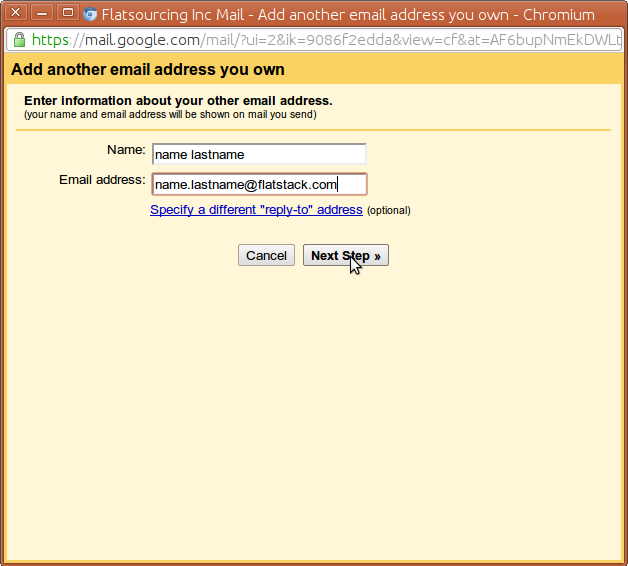 Flatsourcing Inc Mail - Add another email address you own - Chromium
https://mail.google.com/mail/?ui=2&ik=9086f2edda&view=cf&at=AF6bupNmEkDWLt
Add another email address you own
Enter information about your other email address.
(your name and email address will be shown on mail you send)
Name: name lastname
Email address: name.lastname@flatstack.com
Specify a different "reply-to" address (optional)
Cancel Next Step »